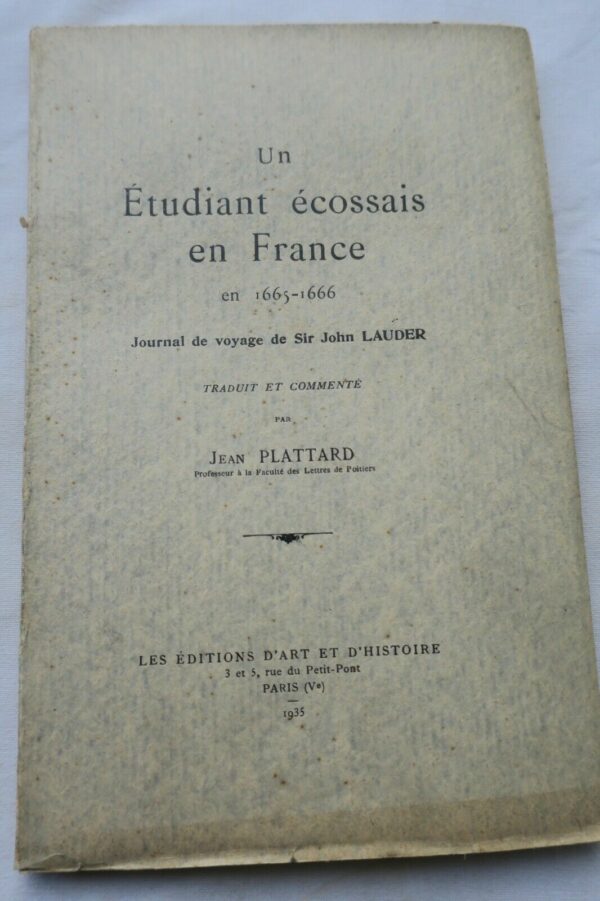 Un
Étudiant écossais
en France
en 1665-1666
Journal de voyage de Sir John LAUDER
TRADUIT ET COMMENTÉ
PAR
JEAN PLATTARD
Professeur à la Faculté des Lettres de Poitiers
LES ÉDITIONS D'ART ET D'HISTOIRE
3 et 5, rue du Petit-Pont
PARIS (Ve)
1935